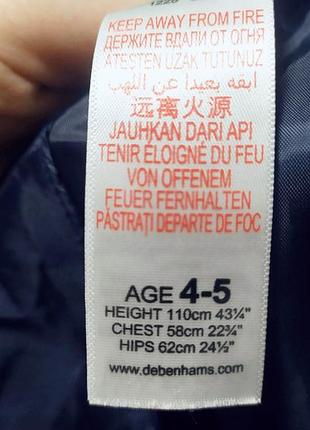 KEEP AWAY FROM FIRE
ДЕРЖИТЕ ВДАЛИ ОТ ОГНЯ
ATESTEN UZAK TUTUNUZ
ابقه بعيدا عن اللهب
远离火源
JAUHKAN DARI API
TENIR ÉLOIGNÉ DU FEU
VON OFFENEM
FEUER FERNHALTEN
PĂSTRAȚI DEPARTE DE FOC
AGE 4-5
HEIGHT 110cm 43¼"
CHEST 58cm 22¾"
HIPS 62cm 24½"
www.debenhams.com